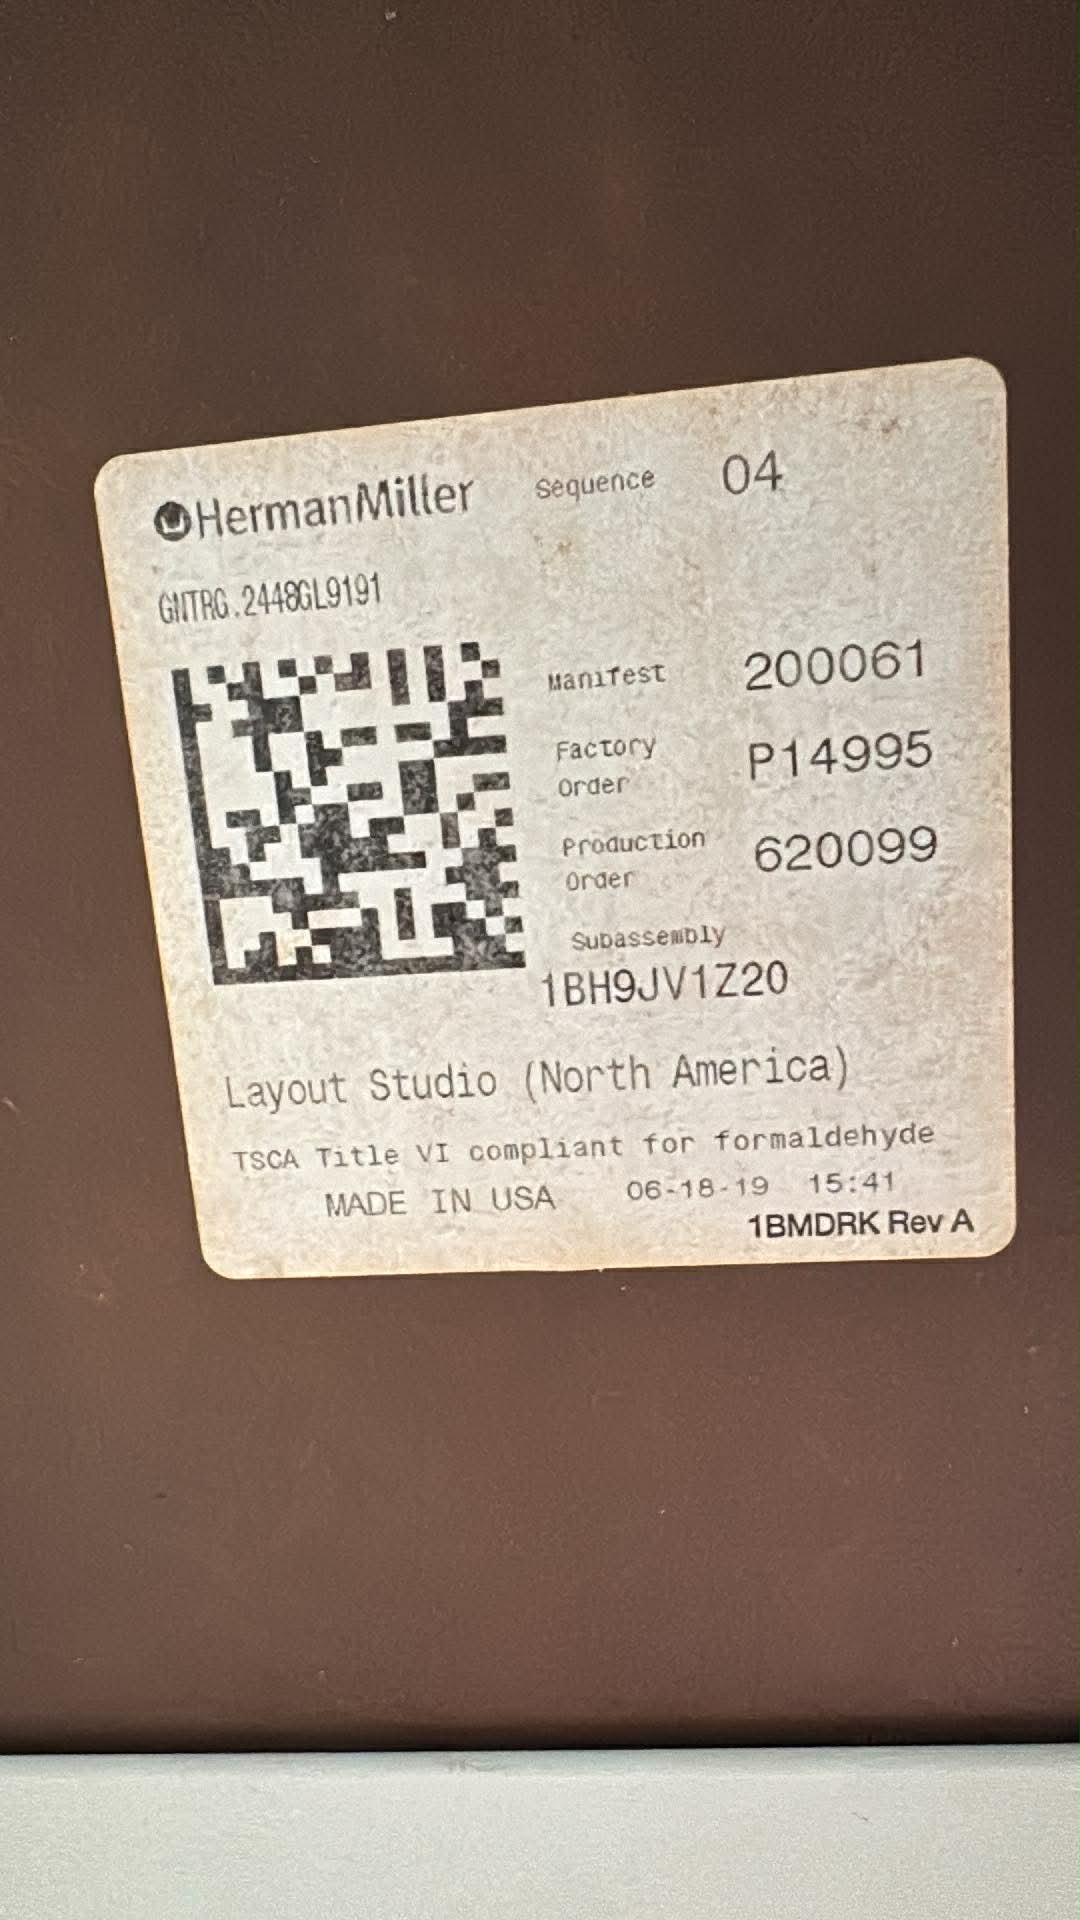 HermanMiller Sequence 04
GNTRG.2448GL9191
Manifest 200061
Factory Order P14995
Production Order 620099
Subassembly
1BH9JV1Z20
Layout Studio (North America)
TSCA Title VI compliant for formaldehyde
MADE IN USA 06-18-19 15:41
1BMDRK Rev A